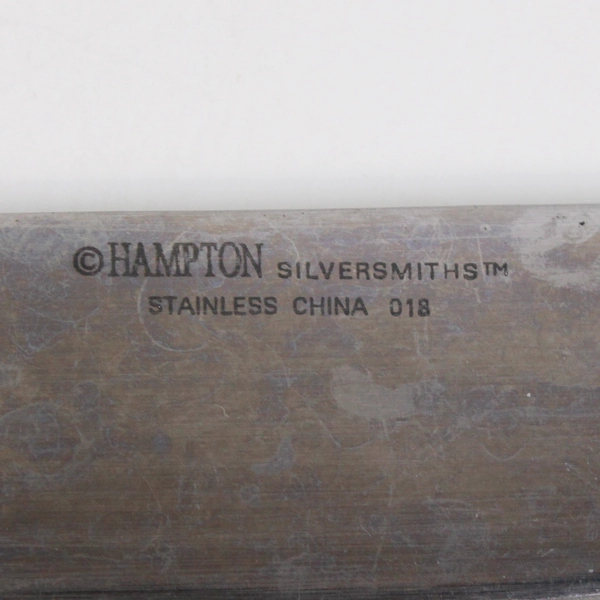 ©HAMPTON SILVERSMITHS™
STAINLESS CHINA 018